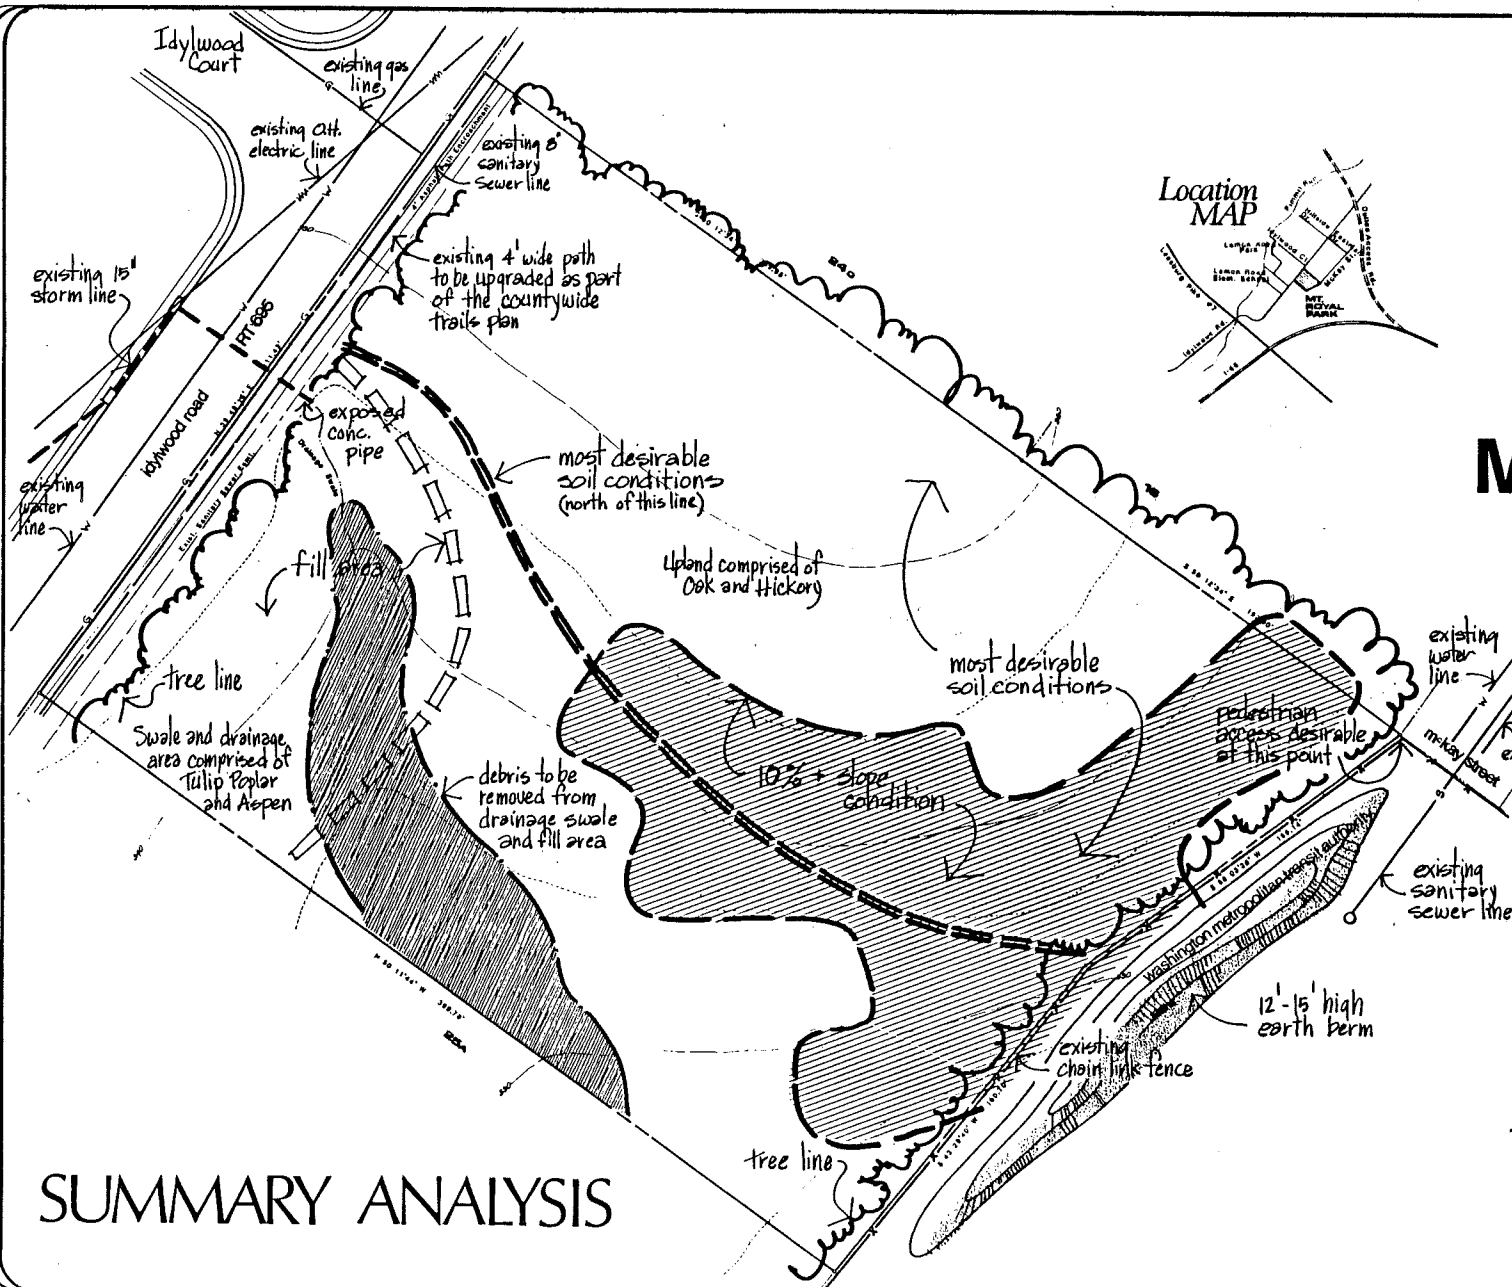 Idylwood
Court
existing gas
line
existing O.H.
electric line
existing 8"
sanitary
sewer line
existing 15"
storm line
existing 4' wide path
to be upgraded as part
of the countywide
trails plan
RT 695
idylwood road
exposed
conc.
pipe
existing
water
line
most desirable
soil conditions
(north of this line)
Location
MAP
MT.
ROYAL
PARK
I-66
240
M
fill area
Upland comprised of
Oak and Hickory
most desirable
soil conditions
existing
water
line
tree line
Swale and drainage
area comprised of
Tulip Poplar
and Aspen
debris to be
removed from
drainage swale
and fill area
10% + slope
condition
pedestrian
access desirable
at this point
mckay street
washington metropolitan transit authority
existing
sanitary
sewer line
12'-15' high
earth berm
existing
chain link fence
25A
tree line
SUMMARY ANALYSIS